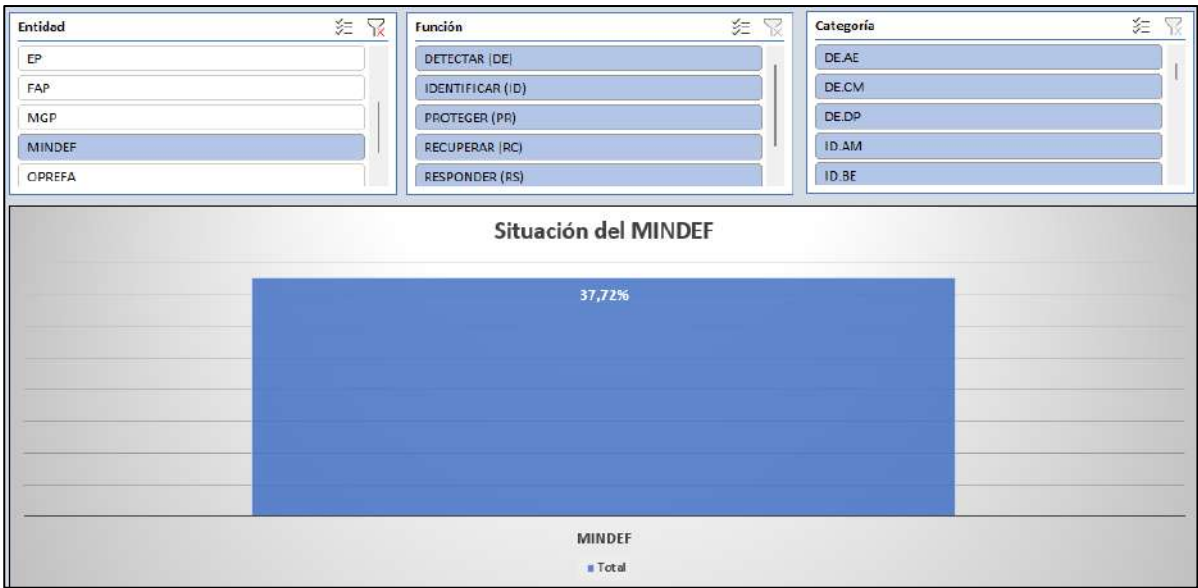 Entidad
EP
FAP
MGP
MINDEF
OPREFA
Función
DETECTAR (DE)
IDENTIFICAR (ID)
PROTEGER (PR)
RECUPERAR (RC)
RESPONDER (RS)
Categoría
DE.AE
DE.CM
DE.DP
ID.AM
ID.BE
Situación del MINDEF
37,72%
MINDEF
Total